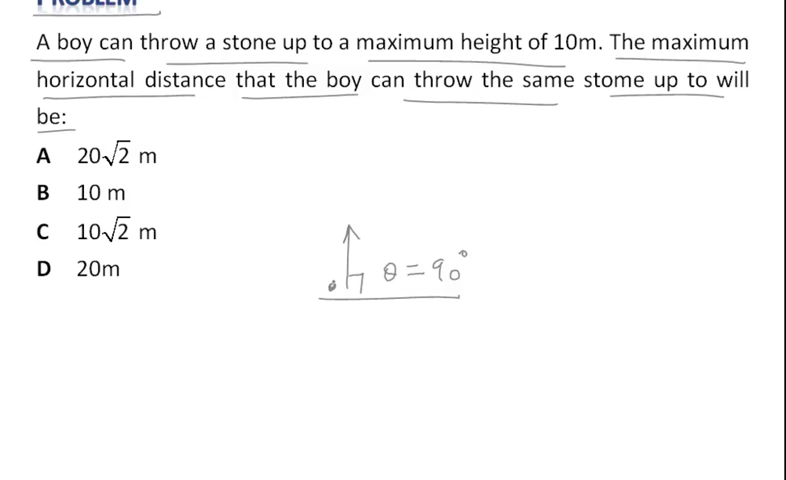 PROBLEM
A boy can throw a stone up to a maximum height of 10m. The maximum
horizontal distance that the boy can throw the same stome up to will
be:
A 20√2 m
B 10 m
C 10√2 m
D 20m
θ = 90°